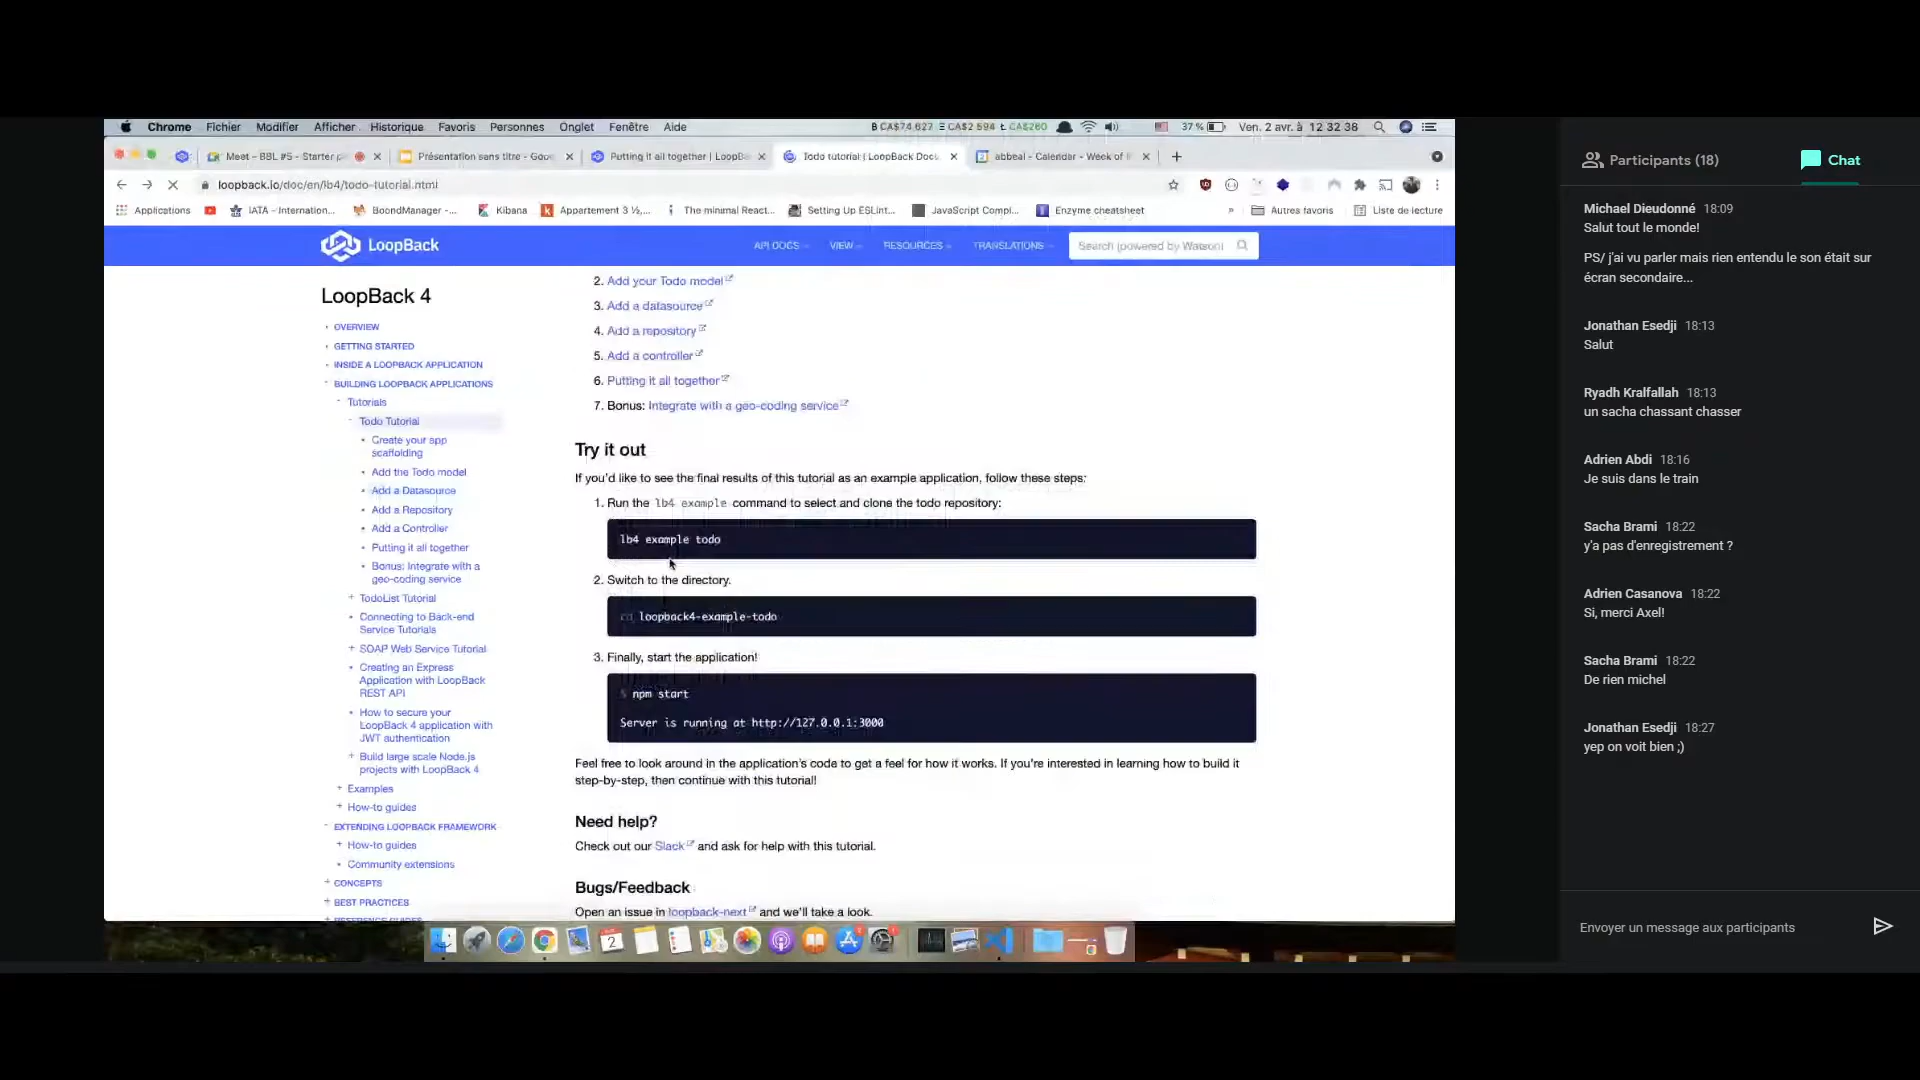 Chrome Fichier Modifier Afficher Historique Favoris Personnes Onglet Fenêtre Aide
37 % Ven. 2 avr. à 12 32 38
Meet – BBL #5 - Starter p
Présentation sans titre - Goo
Putting it all together | LoopBa
Todo tutorial | LoopBack Docu
abbeal - Calendar - Week of
loopback.io/doc/en/lb4/todo-tutorial.html
Applications
IATA – Internation...
BoondManager -...
Kibana
Appartement 3 ½,...
The minimal React...
Setting Up ESLint...
JavaScript Compl...
Enzyme cheatsheet
»
Autres favoris
Liste de lecture
LoopBack
API DOCS
VIEW
RESOURCES
TRANSLATIONS
Search (powered by Watson)
LoopBack 4
OVERVIEW
GETTING STARTED
INSIDE A LOOPBACK APPLICATION
BUILDING LOOPBACK APPLICATIONS
Tutorials
Todo Tutorial
Create your app
scaffolding
Add the Todo model
Add a Datasource
Add a Repository
Add a Controller
Putting it all together
Bonus: Integrate with a
geo-coding service
TodoList Tutorial
Connecting to Back-end
Service Tutorials
SOAP Web Service Tutorial
Creating an Express
Application with LoopBack
REST API
How to secure your
LoopBack 4 application with
JWT authentication
Build large scale Node.js
projects with LoopBack 4
Examples
How-to guides
EXTENDING LOOPBACK FRAMEWORK
How-to guides
Community extensions
CONCEPTS
BEST PRACTICES
REFERENCE GUIDES
2. Add your Todo model
3. Add a datasource
4. Add a repository
5. Add a controller
6. Putting it all together
7. Bonus: Integrate with a geo-coding service
Try it out
If you'd like to see the final results of this tutorial as an example application, follow these steps:
1. Run the lb4 example command to select and clone the todo repository:
lb4 example todo
2. Switch to the directory.
cd loopback4-example-todo
3. Finally, start the application!
$ npm start
Server is running at http://127.0.0.1:3000
Feel free to look around in the application's code to get a feel for how it works. If you're interested in learning how to build it
step-by-step, then continue with this tutorial!
Need help?
Check out our Slack and ask for help with this tutorial.
Bugs/Feedback
Open an issue in loopback-next and we'll take a look.
Participants (18)
Chat
Michael Dieudonné 18:09
Salut tout le monde!
PS/ j'ai vu parler mais rien entendu le son était sur
écran secondaire...
Jonathan Esedji 18:13
Salut
Ryadh Kralfallah 18:13
un sacha chassant chasser
Adrien Abdi 18:16
Je suis dans le train
Sacha Brami 18:22
y'a pas d'enregistrement ?
Adrien Casanova 18:22
Si, merci Axel!
Sacha Brami 18:22
De rien michel
Jonathan Esedji 18:27
yep on voit bien ;)
Envoyer un message aux participants